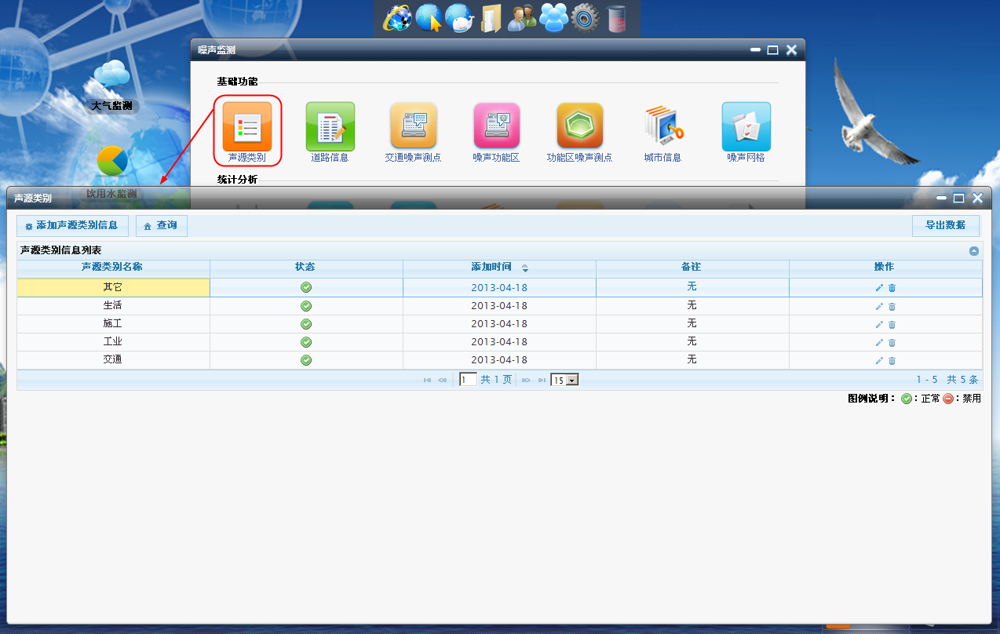 噪声监测
基础功能
大气监测
声源类别 道路信息 交通噪声测点 噪声功能区 功能区噪声测点 城市信息 噪声网格
统计分析
饮用水监测
声源类别
添加声源类别信息 查询 导出数据
声源类别信息列表
声源类别名称 状态 添加时间 备注 操作
其它 2013-04-18 无
生活 2013-04-18 无
施工 2013-04-18 无
工业 2013-04-18 无
交通 2013-04-18 无
1 共 1 页 15 1 - 5 共 5 条
图例说明： ：正常 ：禁用